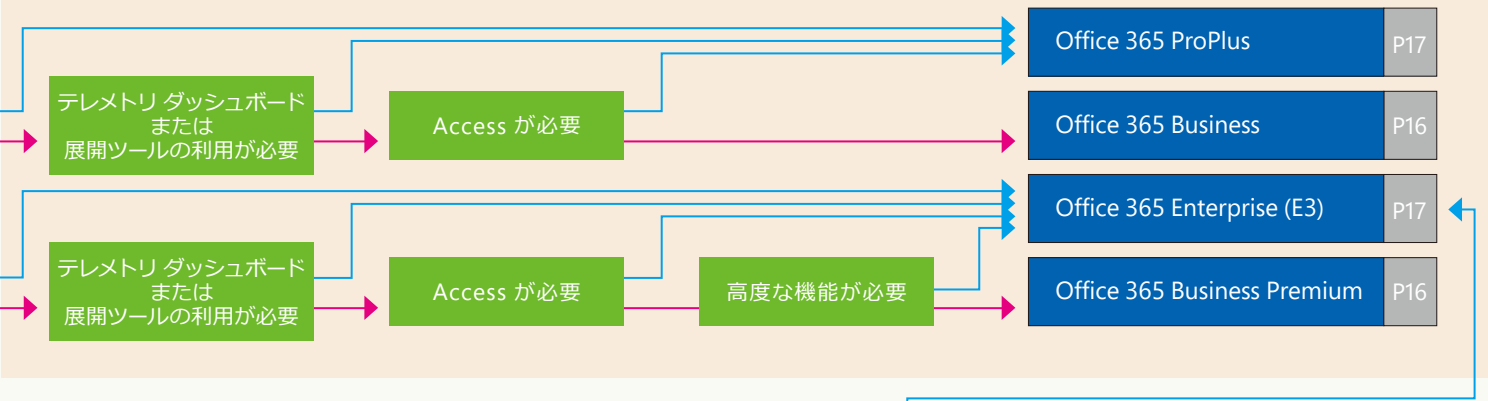 Office 365 ProPlus P17
テレメトリ ダッシュボード
または
展開ツールの利用が必要
Access が必要
Office 365 Business P16
Office 365 Enterprise (E3) P17
テレメトリ ダッシュボード
または
展開ツールの利用が必要
Access が必要
高度な機能が必要
Office 365 Business Premium P16